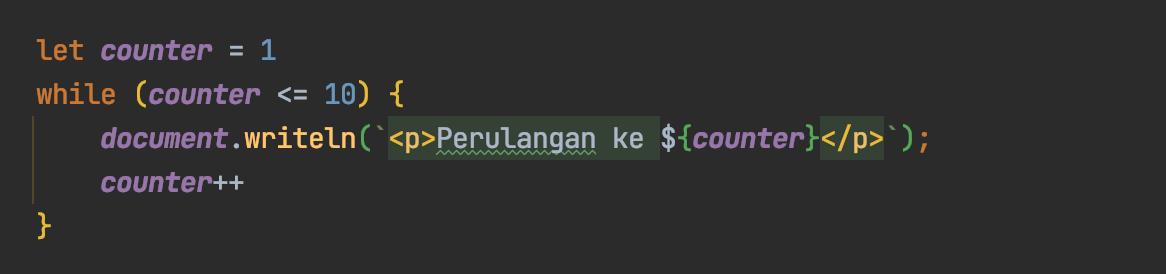 let counter = 1
while (counter <= 10) {
    document.writeln(`<p>Perulangan ke ${counter}</p>`);
    counter++
}